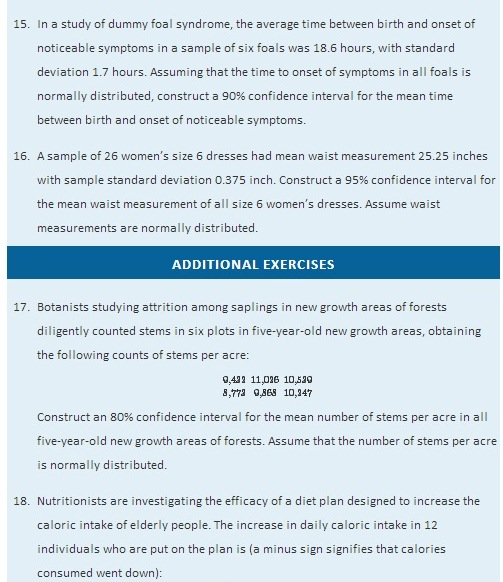 15. In a study of dummy foal syndrome, the average time between birth and onset of
noticeable symptoms in a sample of six foals was 18.6 hours, with standard
deviation 1.7 hours. Assuming that the time to onset of symptoms in all foals is
normally distributed, construct a 90% confidence interval for the mean time
between birth and onset of noticeable symptoms.
16. A sample of 26 women's size 6 dresses had mean waist measurement 25.25 inches
with sample standard deviation 0.375 inch. Construct a 95% confidence interval for
the mean waist measurement of all size 6 women's dresses. Assume waist
measurements are normally distributed.
ADDITIONAL EXERCISES
17. Botanists studying attrition among saplings in new growth areas of forests
diligently counted stems in six plots in five-year-old new growth areas, obtaining
the following counts of stems per acre:
9,432 11,026 10,539
8,773 9,868 10,247
Construct an 80% confidence interval for the mean number of stems per acre in all
five-year-old new growth areas of forests. Assume that the number of stems per acre
is normally distributed.
18. Nutritionists are investigating the efficacy of a diet plan designed to increase the
caloric intake of elderly people. The increase in daily caloric intake in 12
individuals who are put on the plan is (a minus sign signifies that calories
consumed went down):